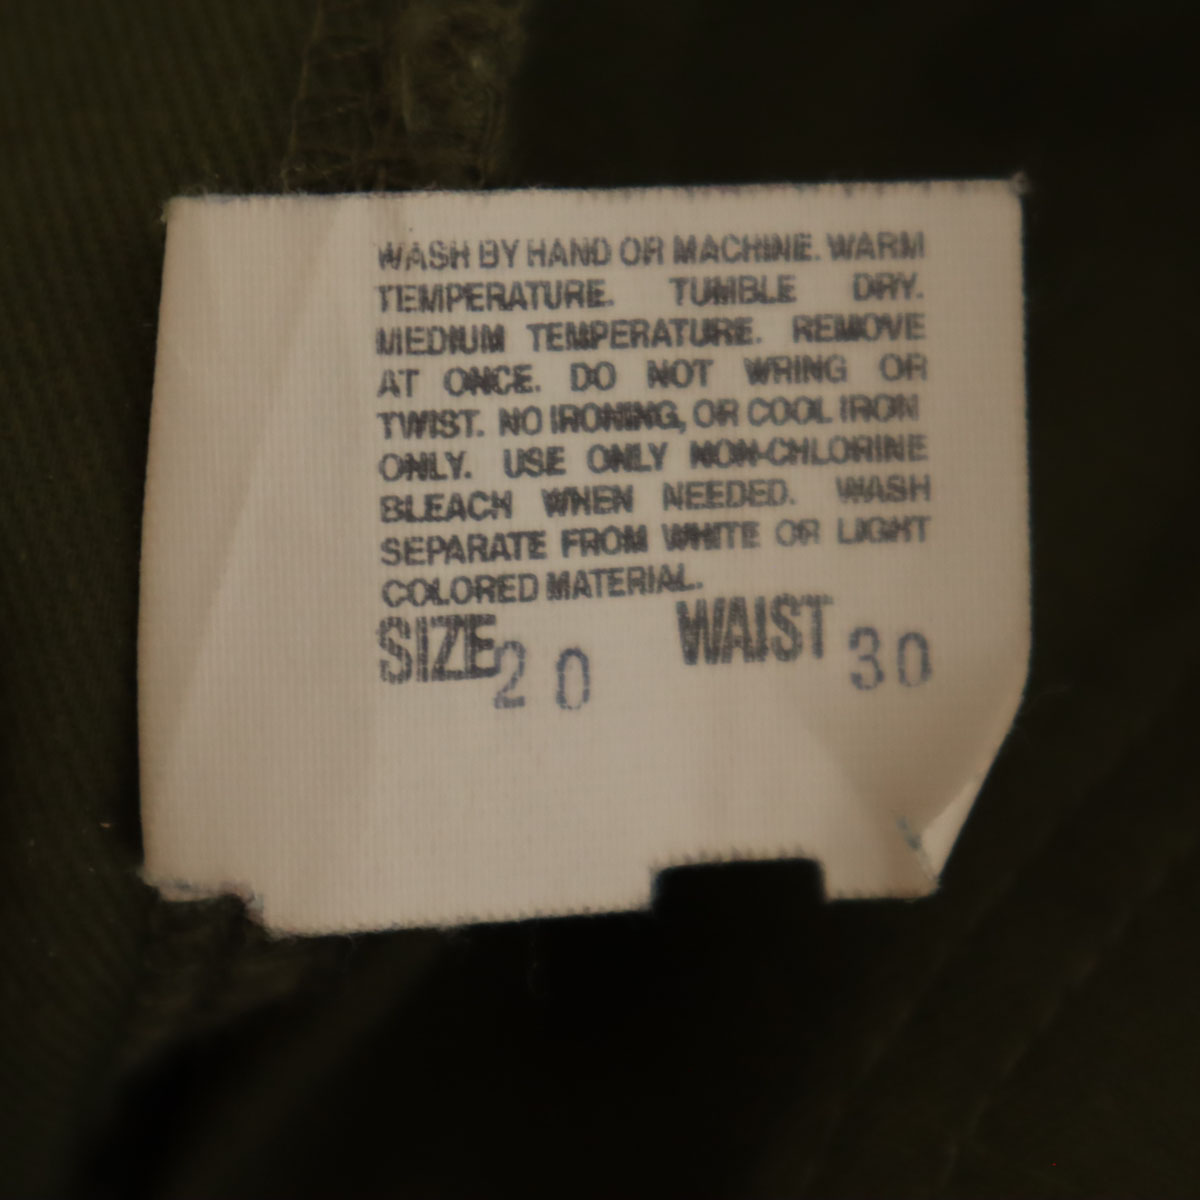 WASH BY HAND OR MACHINE. WARM
TEMPERATURE. TUMBLE DRY.
MEDIUM TEMPERATURE. REMOVE
AT ONCE. DO NOT WRING OR
TWIST. NO IRONING, OR COOL IRON
ONLY. USE ONLY NON-CHLORINE
BLEACH WHEN NEEDED. WASH
SEPARATE FROM WHITE OR LIGHT
COLORED MATERIAL.
SIZE 20 WAIST 30